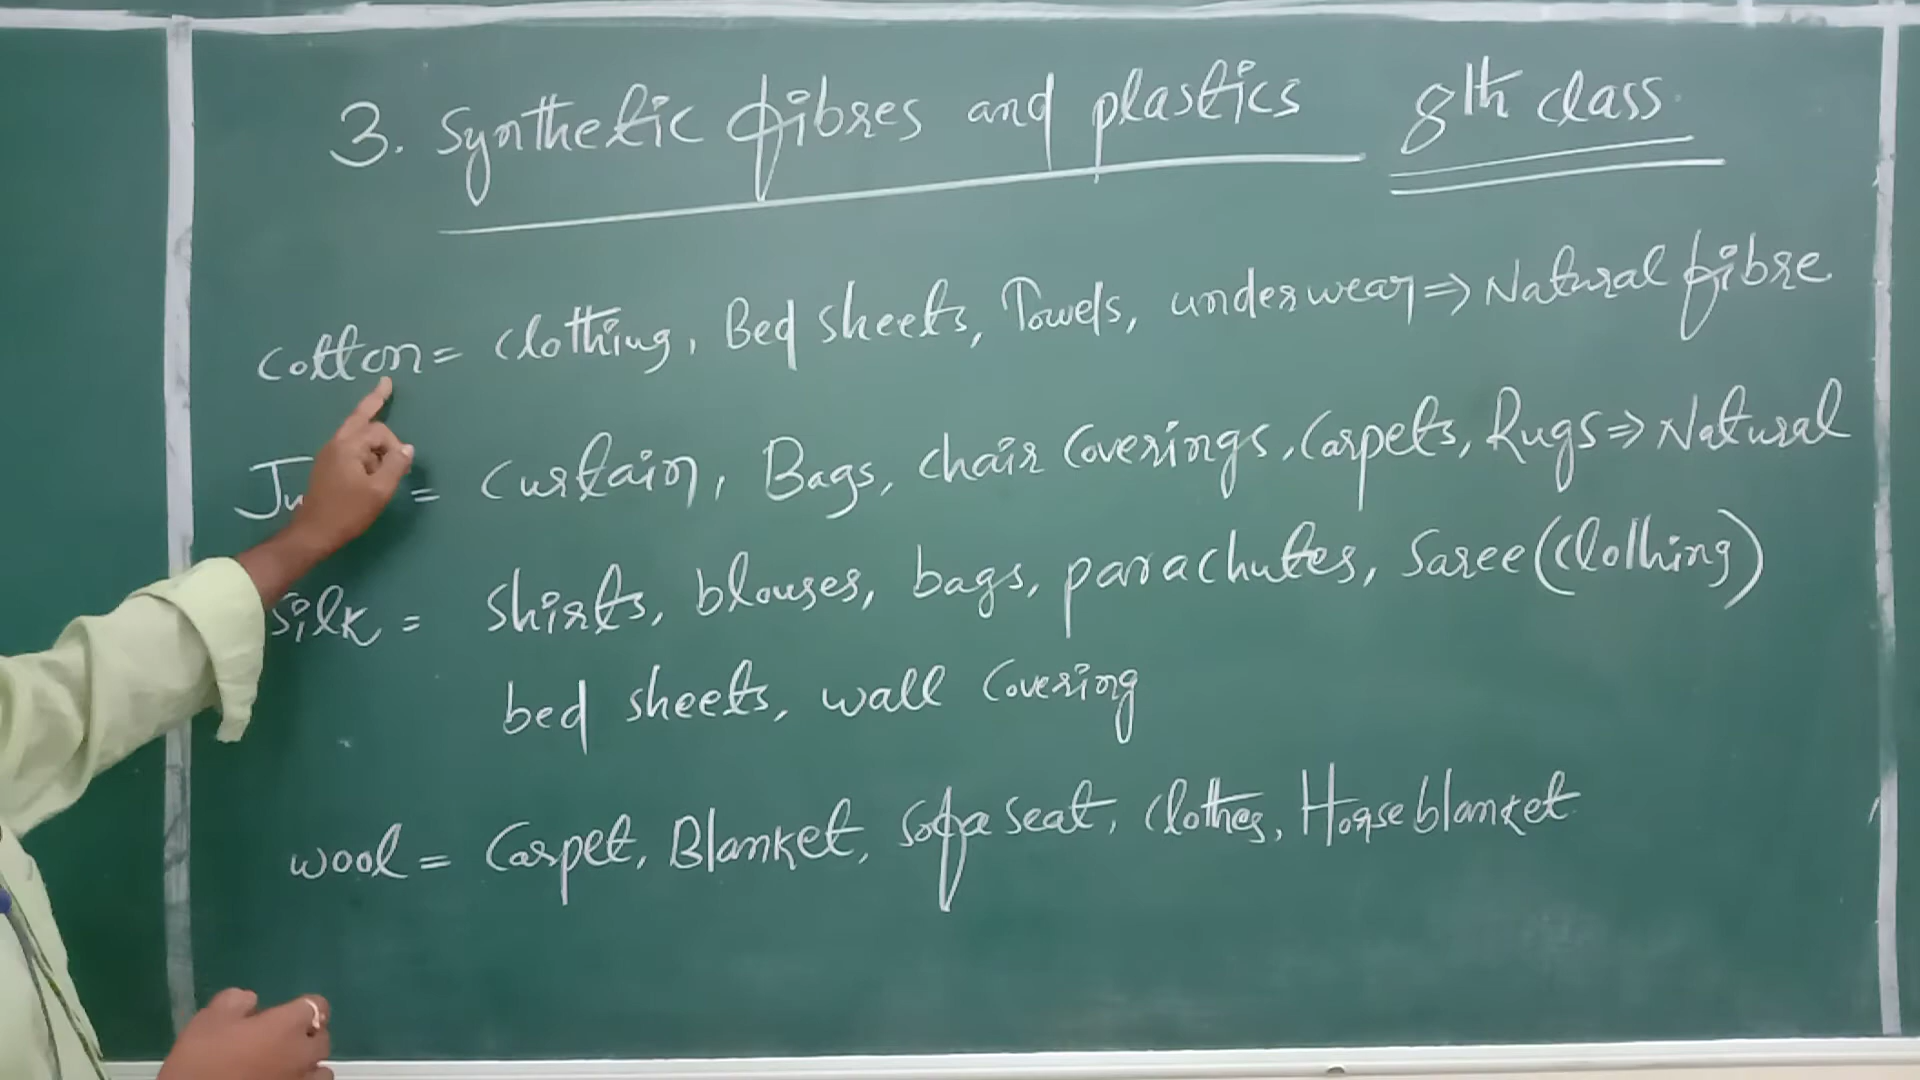 3. Synthetic fibres and plastics 8th class
Cotton = Clothing, Bed sheets, Towels, underwear ⇒ Natural fibre
= Curtain, Bags, Chair Coverings, Carpets, Rugs ⇒ Natural
Silk = Shirts, blouses, bags, parachutes, Saree (Clothing)
bed sheets, wall Covering
wool = Carpet, Blanket, Sofa seat, Clothes, Horse blanket